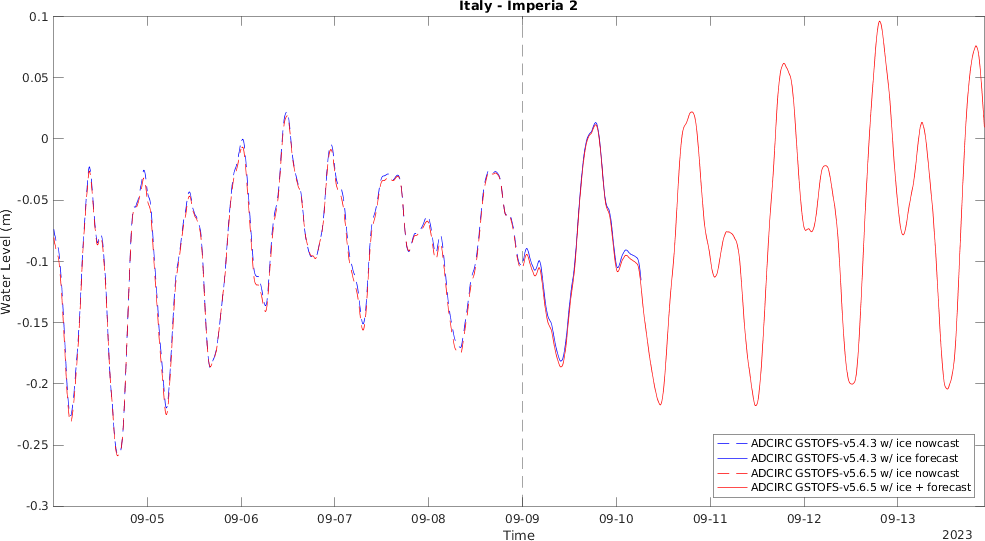 Italy - Imperia 2
0.1
0.05
0
-0.05
-0.1
-0.15
-0.2
-0.25
-0.3
Water Level (m)
ADCIRC GSTOFS-v5.4.3 w/ ice nowcast
ADCIRC GSTOFS-v5.4.3 w/ ice forecast
ADCIRC GSTOFS-v5.6.5 w/ ice nowcast
ADCIRC GSTOFS-v5.6.5 w/ ice + forecast
09-05 09-06 09-07 09-08 09-09 09-10 09-11 09-12 09-13
Time 2023